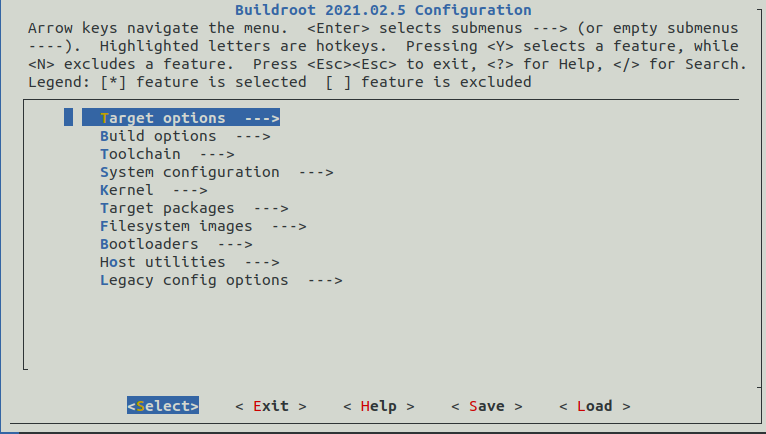 Buildroot 2021.02.5 Configuration
Arrow keys navigate the menu.  <Enter> selects submenus ---> (or empty submenus
----).  Highlighted letters are hotkeys.  Pressing <Y> selects a feature, while
<N> excludes a feature.  Press <Esc><Esc> to exit, <?> for Help, </> for Search.
Legend: [*] feature is selected  [ ] feature is excluded
Target options  --->
Build options  --->
Toolchain  --->
System configuration  --->
Kernel  --->
Target packages  --->
Filesystem images  --->
Bootloaders  --->
Host utilities  --->
Legacy config options  --->
<Select>    < Exit >    < Help >    < Save >    < Load >